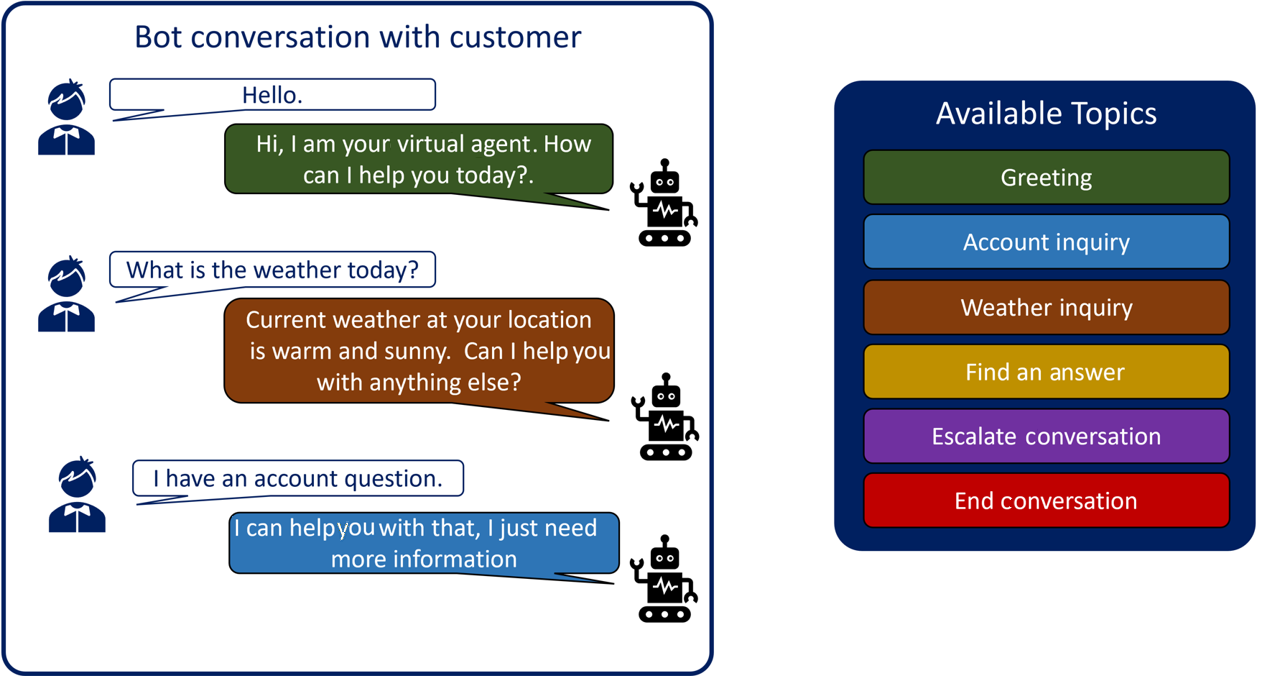 Bot conversation with customer
Hello.
Hi, I am your virtual agent. How
can I help you today?.
What is the weather today?
Current weather at your location
is warm and sunny. Can I help you
with anything else?
I have an account question.
I can help you with that, I just need
more information
Available Topics
Greeting
Account inquiry
Weather inquiry
Find an answer
Escalate conversation
End conversation